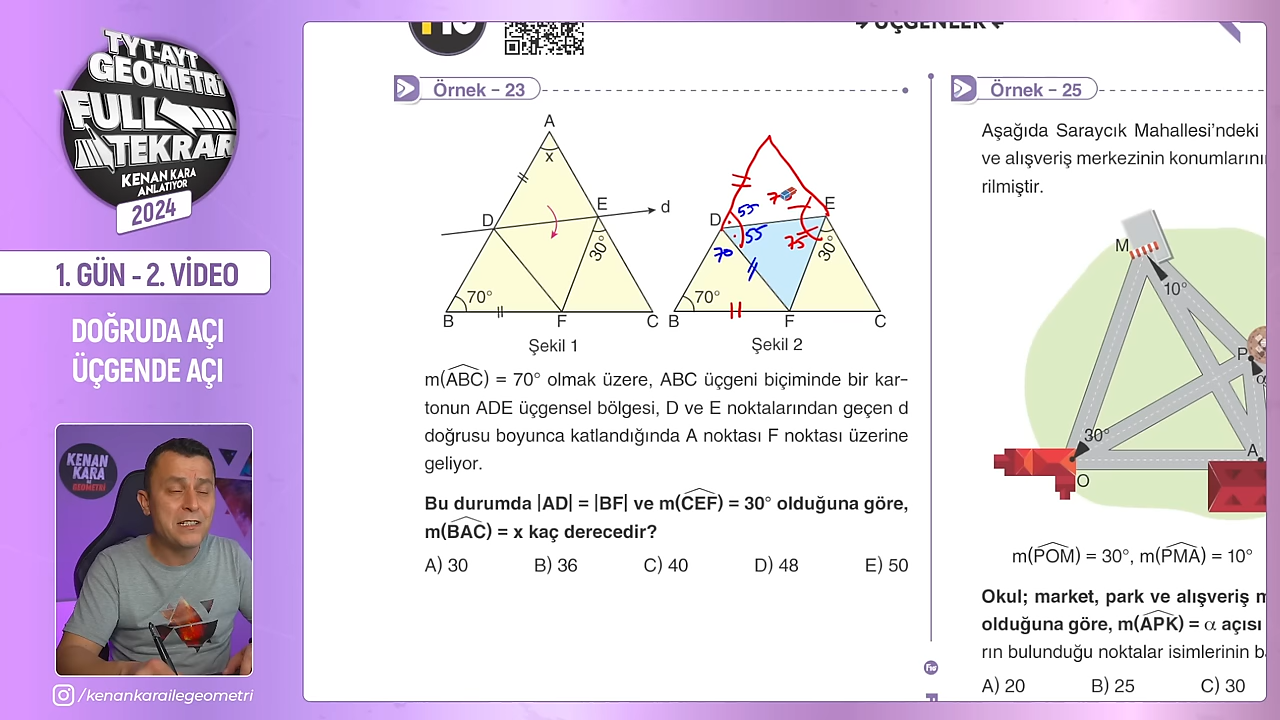 TYT-AYT
GEOMETRİ
FULL
TEKRAR
KENAN KARA
ANLATIYOR
2024
1. GÜN - 2. VİDEO
DOĞRUDA AÇI
ÜÇGENDE AÇI
KENAN
KARA
/kenankarailegeometri
ÜÇGENLER
Örnek – 23
A
x
D
E
d
30°
70°
B
F
C
Şekil 1
D
E
55
55
70
75
30°
70°
B
F
C
Şekil 2
m(ABC) = 70° olmak üzere, ABC üçgeni biçiminde bir kar-
tonun ADE üçgensel bölgesi, D ve E noktalarından geçen d
doğrusu boyunca katlandığında A noktası F noktası üzerine
geliyor.
Bu durumda |AD| = |BF| ve m(CEF) = 30° olduğuna göre,
m(BAC) = x kaç derecedir?
A) 30 B) 36 C) 40 D) 48 E) 50
Örnek – 25
Aşağıda Saraycık Mahallesi’ndeki
ve alışveriş merkezinin konumların
rilmiştir.
M
10°
P
α
30°
A
O
m(POM) = 30°, m(PMA) = 10°
Okul; market, park ve alışveriş
olduğuna göre, m(APK) = α açısı
rın bulunduğu noktalar isimlerinin
A) 20 B) 25 C) 30